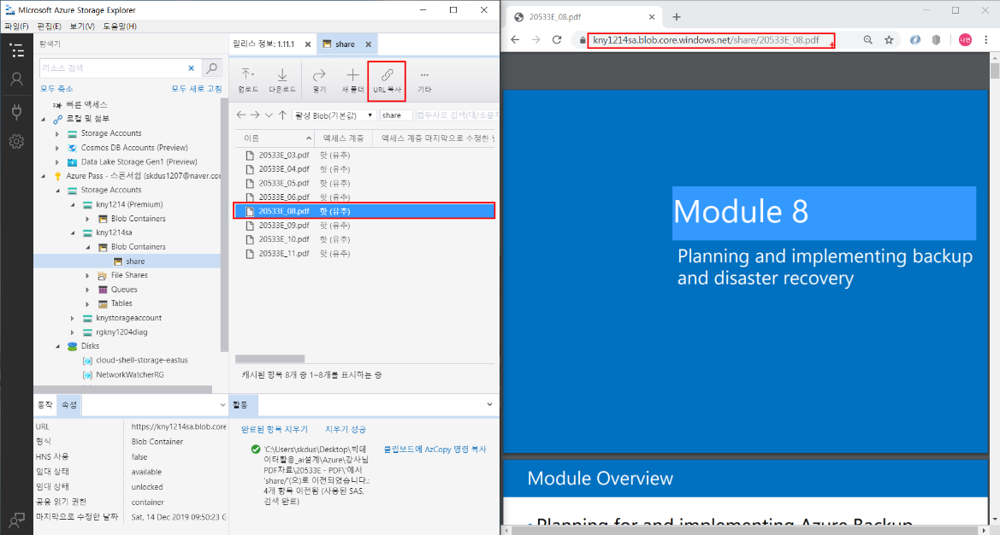 Microsoft Azure Storage Explorer
파일(F) 편집(E) 보기(V) 도움말(H)
탐색기
리소스 검색
모두 축소 모두 새로 고침
빠른 액세스
로컬 및 첨부
Storage Accounts
Cosmos DB Accounts (Preview)
Data Lake Storage Gen1 (Preview)
Azure Pass - 스폰서쉽 (skdus1207@naver.cor
Storage Accounts
kny1214 (Premium)
Blob Containers
kny1214sa
Blob Containers
share
File Shares
Queues
Tables
knystorageaccount
rgkny1204diag
Disks
cloud-shell-storage-eastus
NetworkWatcherRG
동작 속성
URL https://kny1214sa.blob.core
형식 Blob Container
HNS 사용 false
임대 상태 available
임대 상태 unlocked
공용 읽기 권한 container
마지막으로 수정한 날짜 Sat, 14 Dec 2019 09:50:23 G
릴리스 정보: 1.11.1 share
업로드 다운로드 열기 새 폴더 URL 복사 기타
활성 Blob(기본값) share 접두사로 검색(대/소문자
이름 액세스 계층 액세스 계층 마지막으로 수정한 날
20533E_03.pdf 핫 (유추)
20533E_04.pdf 핫 (유추)
20533E_05.pdf 핫 (유추)
20533E_06.pdf 핫 (유추)
20533E_08.pdf 핫 (유추)
20533E_09.pdf 핫 (유추)
20533E_10.pdf 핫 (유추)
20533E_11.pdf 핫 (유추)
캐시된 항목 8개 중 1~8개를 표시하는 중
활동
완료된 항목 지우기 지우기 성공
'C:\Users\skdus\Desktop\빅데
이터활용_ai설계\Azure\강사님
PDF자료\20533E - PDF\'에서
'share/'(으)로 이전되었습니다.:
4개 항목 이전됨 (사용된 SAS,
검색 완료)
클립보드에 AzCopy 명령 복사
20533E_08.pdf
kny1214sa.blob.core.windows.net/share/20533E_08.pdf
나연
Module 8
Planning and implementing backup
and disaster recovery
Module Overview
• Planning for and implementing Azure Backup